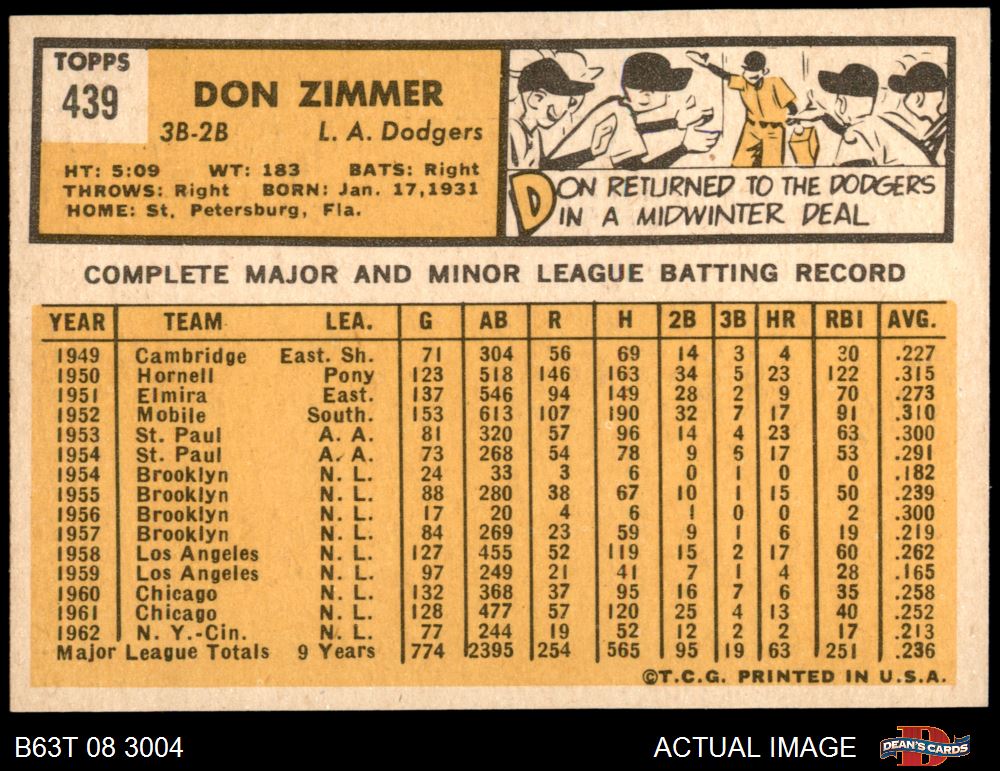 TOPPS
439
DON ZIMMER
3B-2B L. A. Dodgers
HT: 5:09 WT: 183 BATS: Right
THROWS: Right BORN: Jan. 17, 1931
HOME: St. Petersburg, Fla.
DON RETURNED TO THE DODGERS
IN A MIDWINTER DEAL
COMPLETE MAJOR AND MINOR LEAGUE BATTING RECORD
YEAR TEAM LEA. G AB R H 2B 3B HR RBI AVG.
1949 Cambridge East. Sh. 71 304 56 69 14 3 4 30 .227
1950 Hornell Pony 123 518 146 163 34 5 23 122 .315
1951 Elmira East. 137 546 94 149 28 2 9 70 .273
1952 Mobile South. 153 613 107 190 32 7 17 91 .310
1953 St. Paul A. A. 81 320 57 96 14 4 23 63 .300
1954 St. Paul A. A. 73 268 54 78 9 6 17 53 .291
1954 Brooklyn N. L. 24 33 3 6 0 1 0 0 .182
1955 Brooklyn N. L. 88 280 38 67 10 1 15 50 .239
1956 Brooklyn N. L. 17 20 4 6 1 0 0 2 .300
1957 Brooklyn N. L. 84 269 23 59 9 1 6 19 .219
1958 Los Angeles N. L. 127 455 52 119 15 2 17 60 .262
1959 Los Angeles N. L. 97 249 21 41 7 1 4 28 .165
1960 Chicago N. L. 132 368 37 95 16 7 6 35 .258
1961 Chicago N. L. 128 477 57 120 25 4 13 40 .252
1962 N. Y.-Cin. N. L. 77 244 19 52 12 2 2 17 .213
Major League Totals 9 Years 774 2395 254 565 95 19 63 251 .236
©T.C.G. PRINTED IN U.S.A.
B63T 08 3004 ACTUAL IMAGE DEAN'S CARDS